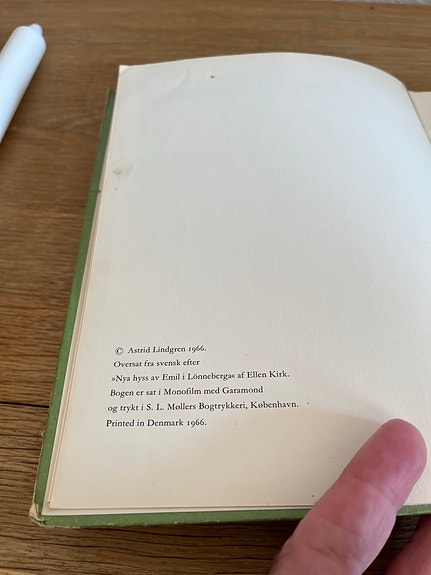 © Astrid Lindgren 1966.
Oversat fra svensk efter
»Nya hyss av Emil i Lönneberga« af Ellen Kirk.
Bogen er sat i Monofilm med Garamond
og trykt i S. L. Møllers Bogtrykkeri, København.
Printed in Denmark 1966.